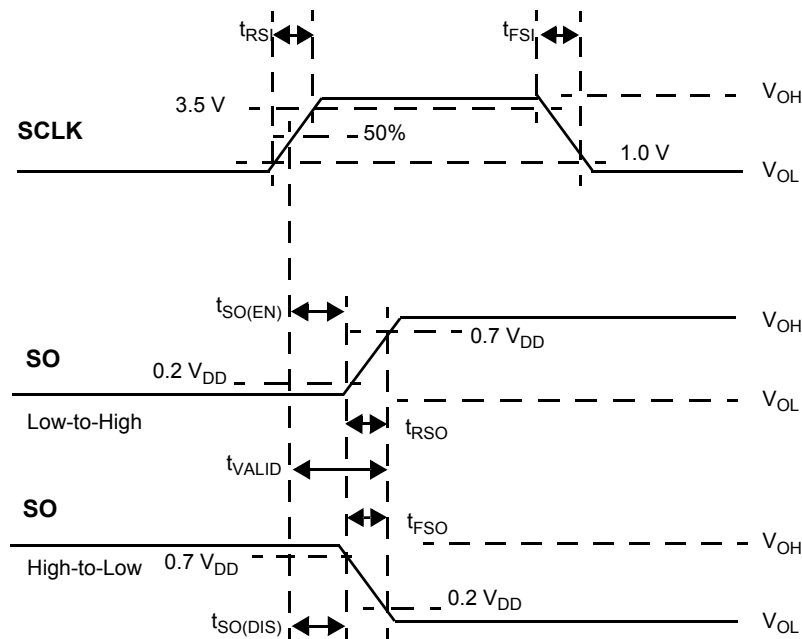 tRSI
tFSI
3.5 V
VOH
SCLK
50%
1.0 V
VOL
tSO(EN)
VOH
0.7 VDD
SO
0.2 VDD
VOL
Low-to-High
tRSO
tVALID
SO
tFSO
VOH
High-to-Low
0.7 VDD
0.2 VDD
tSO(DIS)
VOL